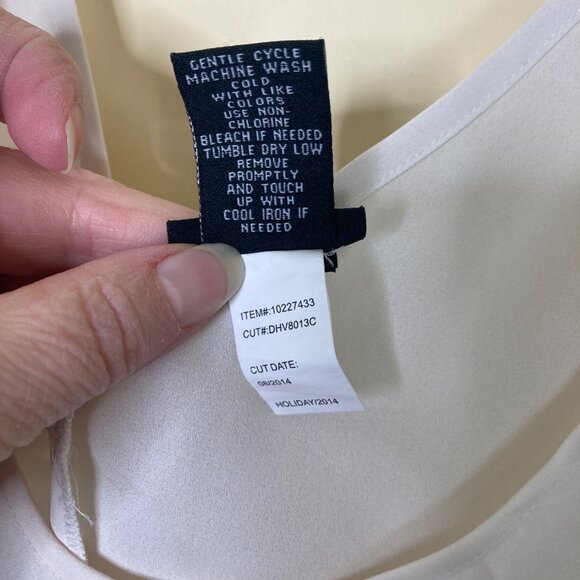 GENTLE CYCLE
MACHINE WASH
COLD
WITH LIKE
COLORS
USE NON-
CHLORINE
BLEACH IF NEEDED
TUMBLE DRY LOW
REMOVE
PROMPTLY
AND TOUCH
UP WITH
COOL IRON IF
NEEDED
ITEM#:10227433
CUT#:DHV8013C
CUT DATE:
08/2014
HOLIDAY/2014